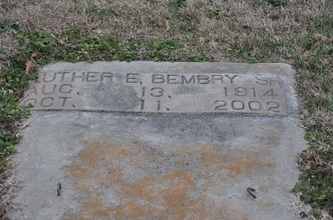 LUTHER E. BEMBRY SR.
AUG. 13. 1914
OCT. 11. 2002